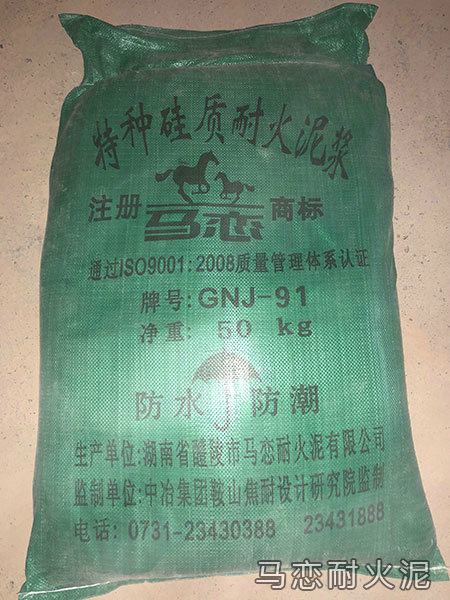 特种硅质耐火泥浆
注册 马恋 商标
通过ISO9001:2008质量管理体系认证
牌号:GNJ-91
净重: 50 kg
防水 防潮
生产单位:湖南省醴陵市马恋耐火泥有限公司
监制单位:中冶集团鞍山焦耐设计研究院监制
电话: 0731-23430388 23431888
马恋耐火泥